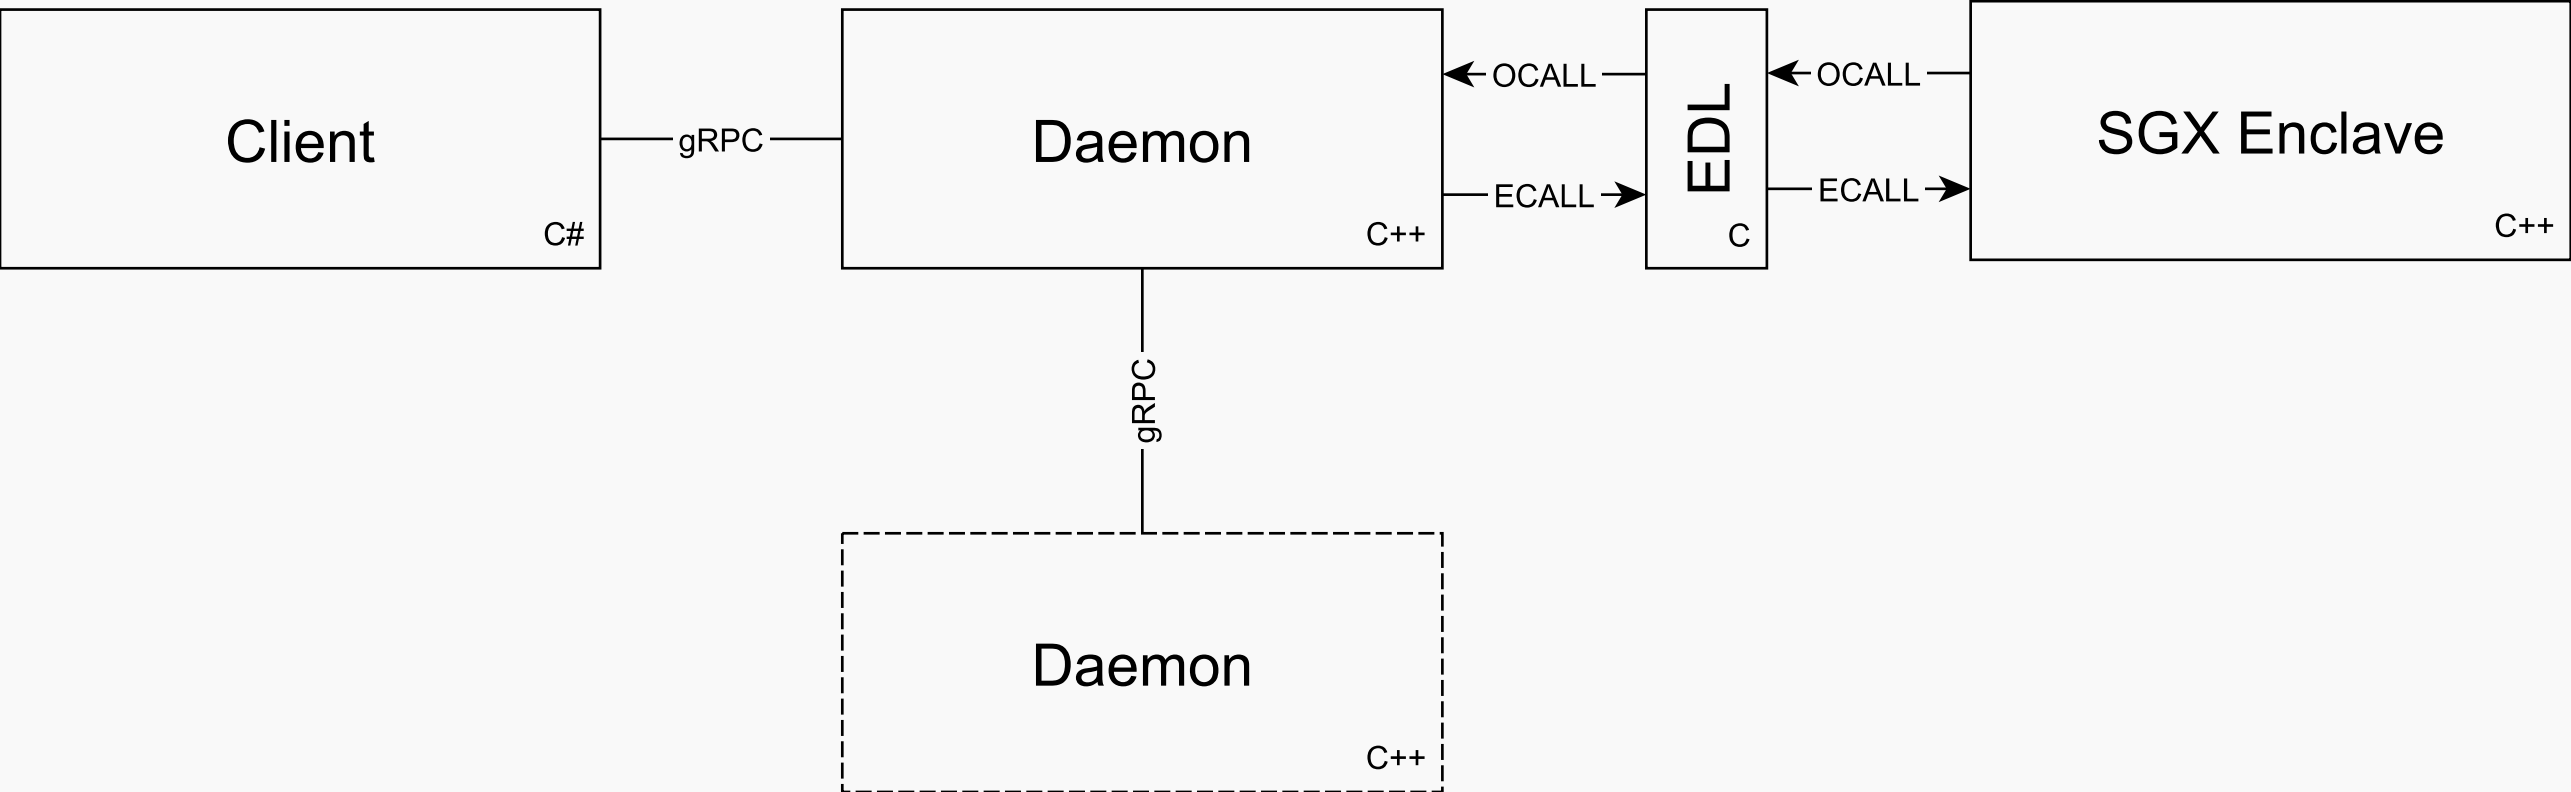 Client
C#
gRPC
Daemon
C++
OCALL
ECALL
EDL
C
OCALL
ECALL
SGX Enclave
C++
gRPC
Daemon
C++